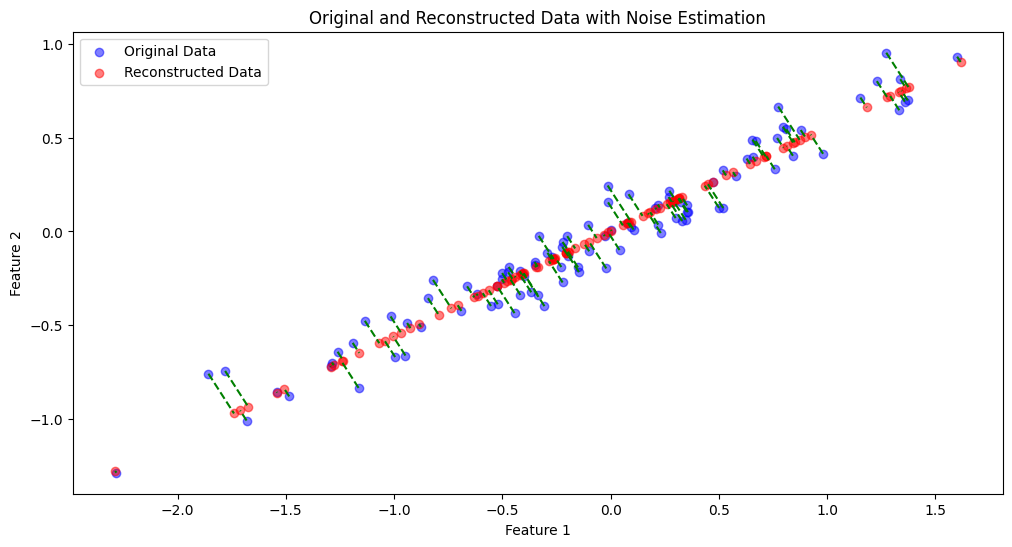 Original and Reconstructed Data with Noise Estimation
Original Data
Reconstructed Data
1.0
0.5
0.0
−0.5
−1.0
Feature 2
−2.0
−1.5
−1.0
−0.5
0.0
0.5
1.0
1.5
Feature 1